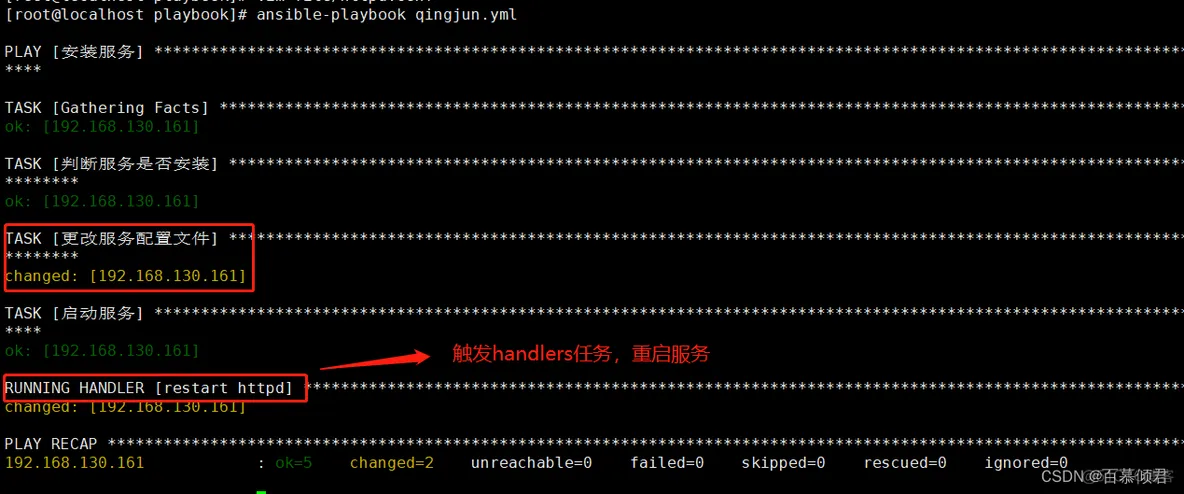 [root@localhost playbook]# ansible-playbook qingjun.yml
PLAY [安装服务] ******************************************************************************************************************
****
TASK [Gathering Facts] ***********************************************************************************************************
ok: [192.168.130.161]
TASK [判断服务是否安装] **********************************************************************************************************
********
ok: [192.168.130.161]
TASK [更改服务配置文件] **********************************************************************************************************
********
changed: [192.168.130.161]
TASK [启动服务] ******************************************************************************************************************
****
ok: [192.168.130.161]
触发handlers任务，重启服务
RUNNING HANDLER [restart httpd] **************************************************************************************************
changed: [192.168.130.161]
PLAY RECAP ***********************************************************************************************************************
192.168.130.161 : ok=5 changed=2 unreachable=0 failed=0 skipped=0 rescued=0 ignored=0
CSDN @百慕倾君